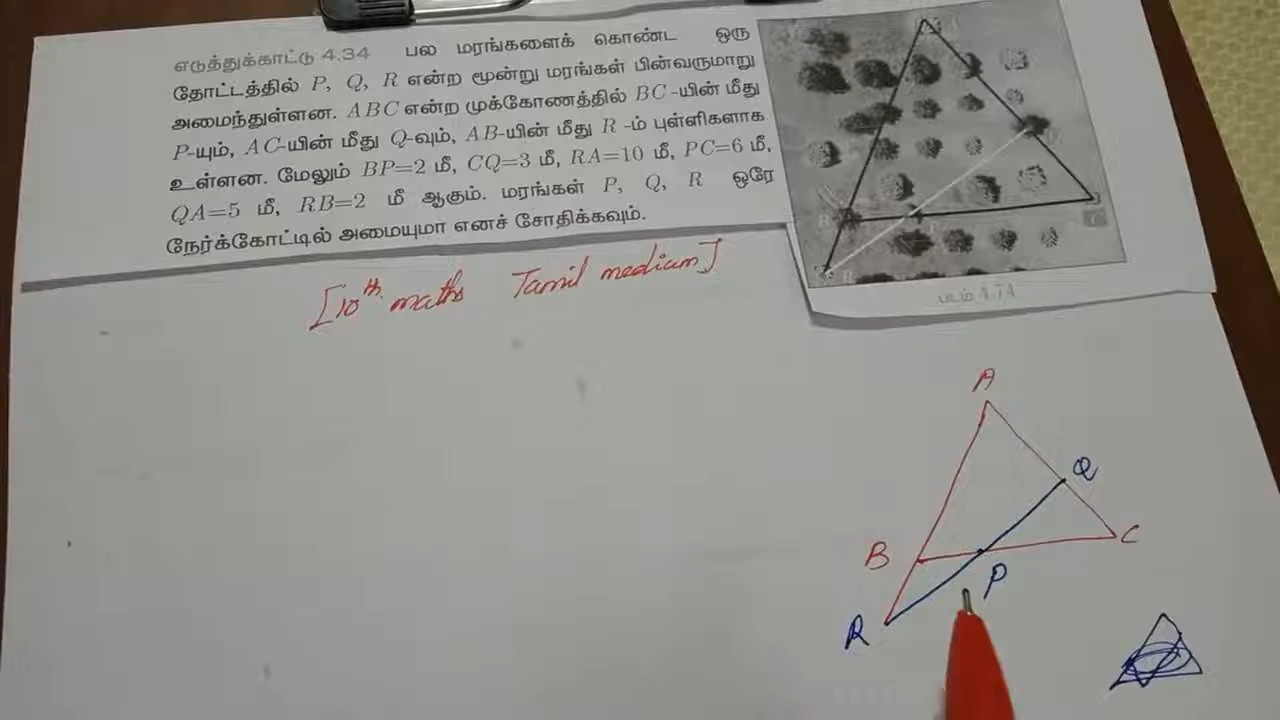 எடுத்துக்காட்டு 4.34 பல மரங்களைக் கொண்ட ஒரு
தோட்டத்தில் P, Q, R என்ற மூன்று மரங்கள் பின்வருமாறு
அமைந்துள்ளன. ABC என்ற முக்கோணத்தில் BC -யின் மீது
P-யும், AC-யின் மீது Q-வும், AB-யின் மீது R -ம் புள்ளிகளாக
உள்ளன. மேலும் BP=2 மீ, CQ=3 மீ, RA=10 மீ, PC=6 மீ,
QA=5 மீ, RB=2 மீ ஆகும். மரங்கள் P, Q, R ஒரே
நேர்க்கோட்டில் அமையுமா எனச் சோதிக்கவும்.
படம் 4.74
[10th maths Tamil medium]
A
Q
B
C
P
R